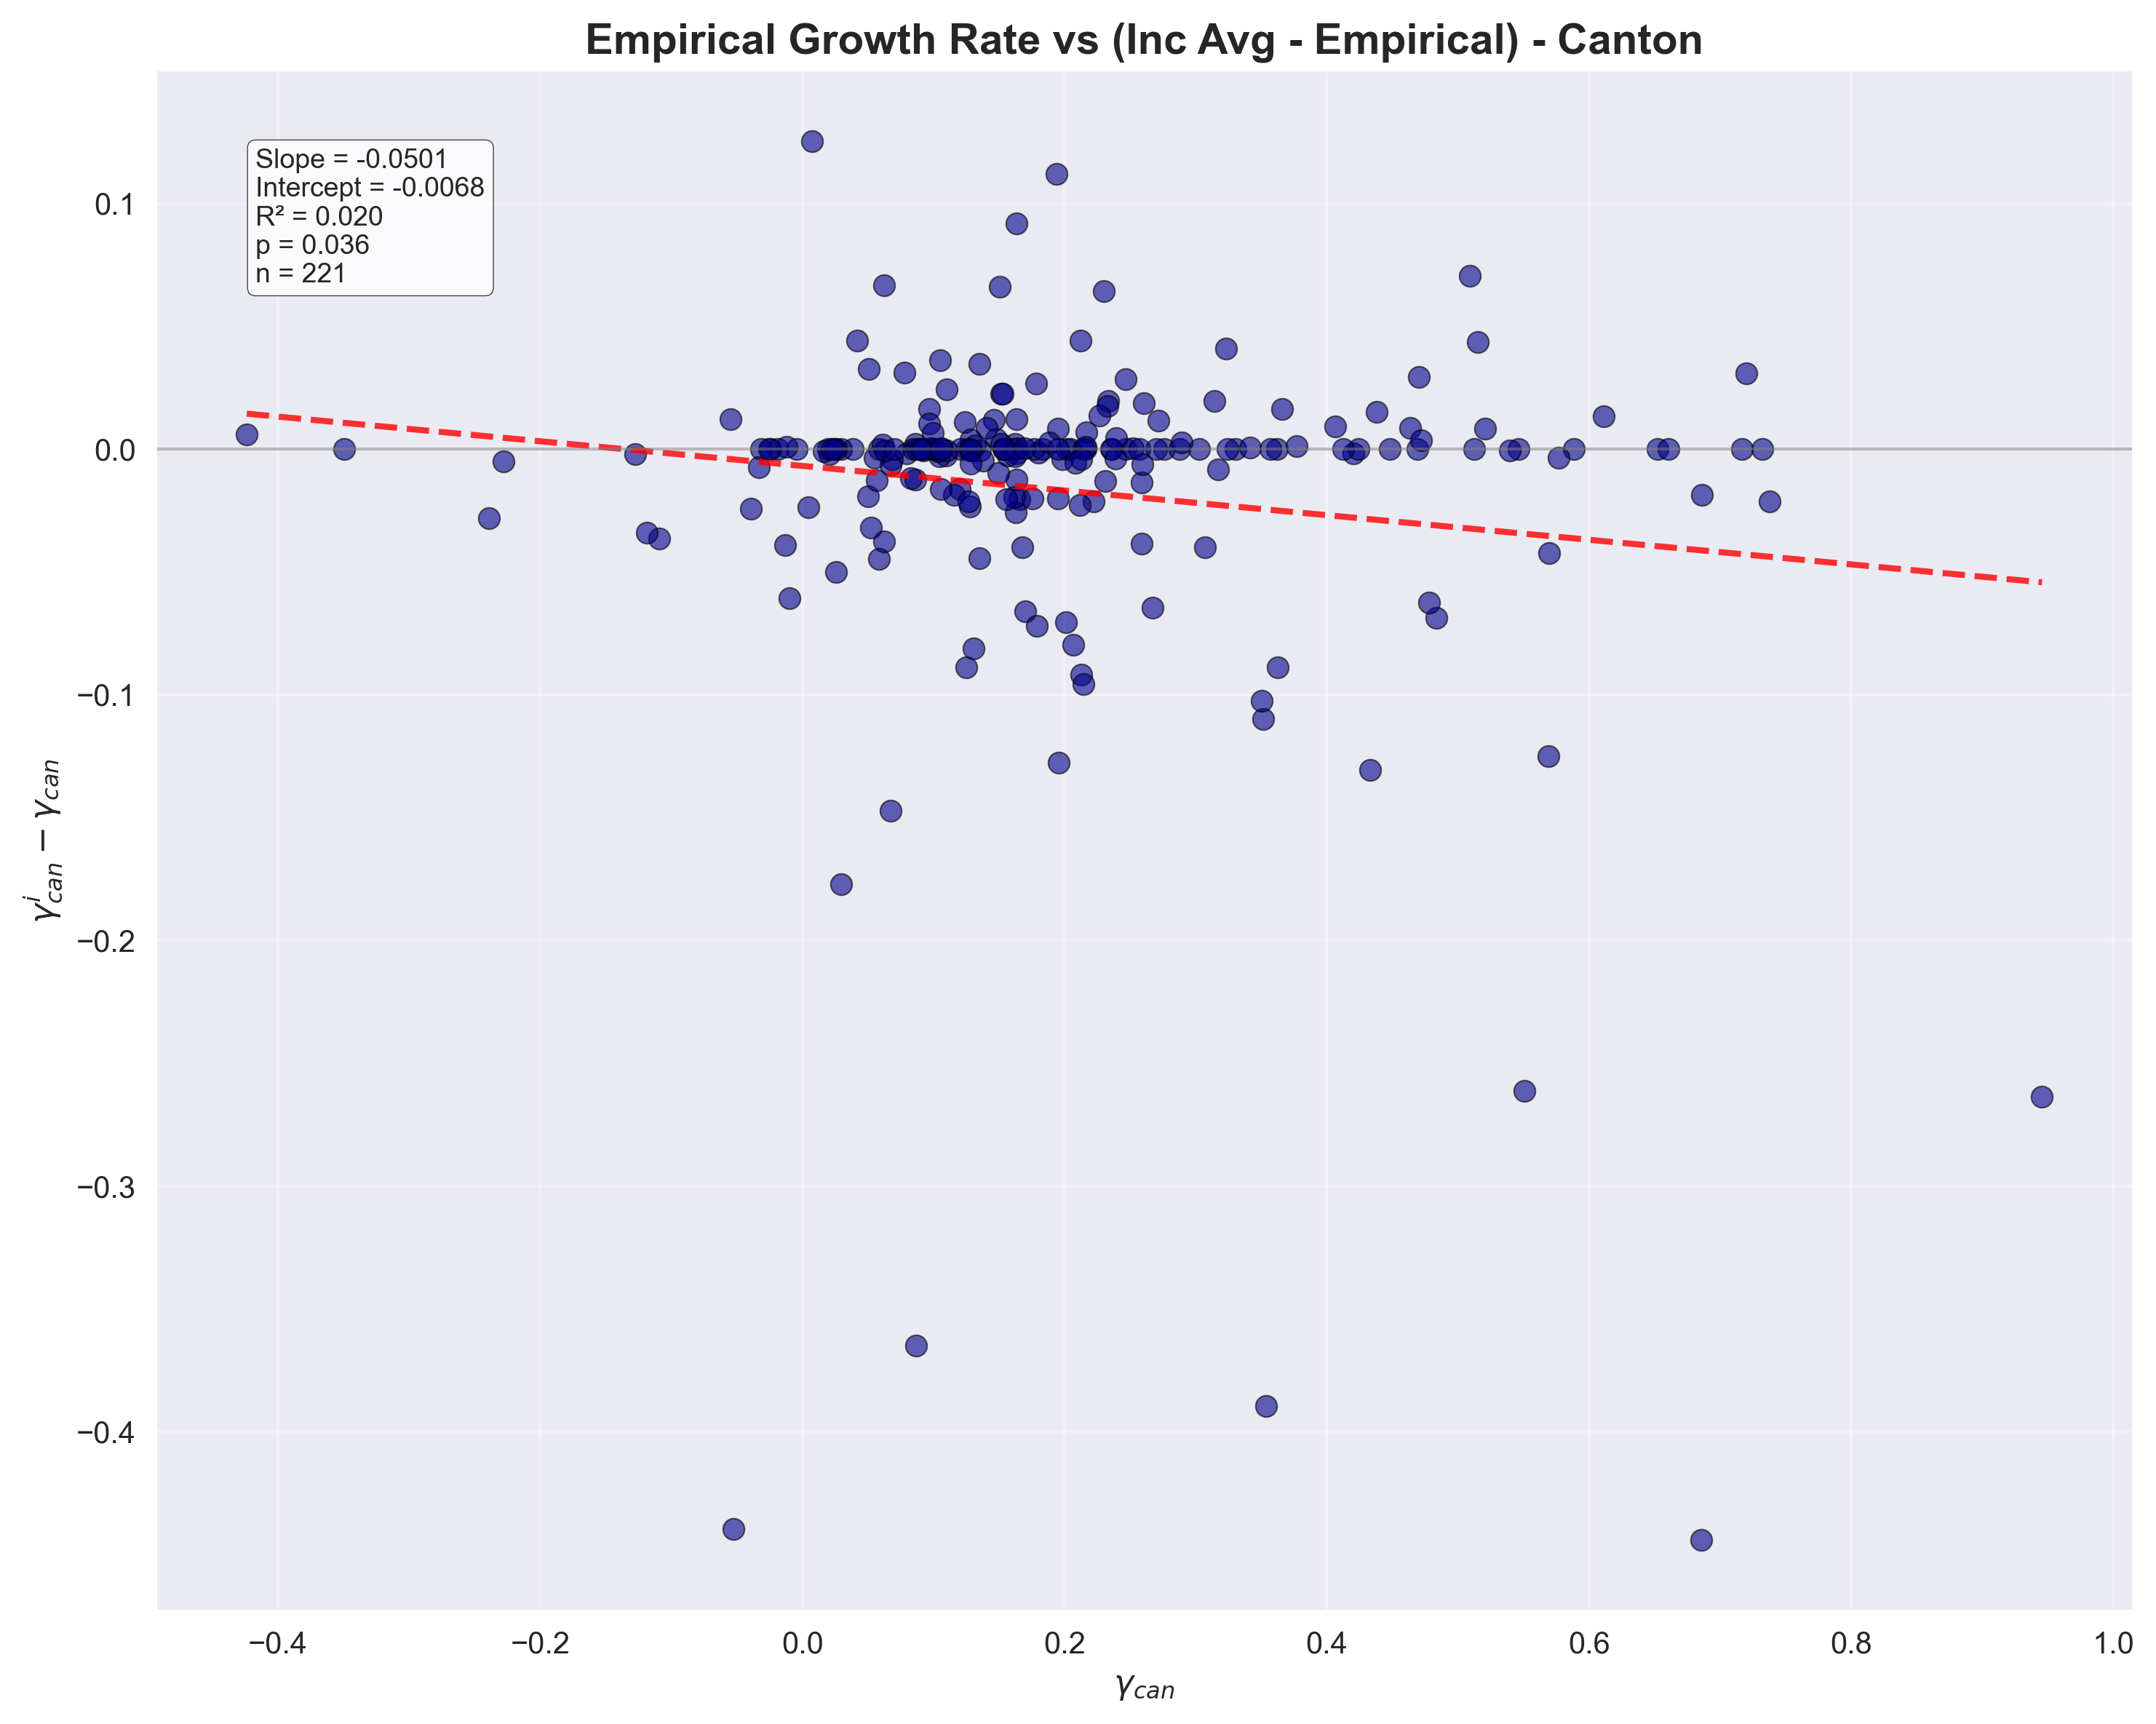 Empirical Growth Rate vs (Inc Avg - Empirical) - Canton
Slope = -0.0501
Intercept = -0.0068
R² = 0.020
p = 0.036
n = 221
0.1
0.0
−0.1
−0.2
−0.3
−0.4
γ^i_can − γ_can
−0.4 −0.2 0.0 0.2 0.4 0.6 0.8 1.0
γ_can